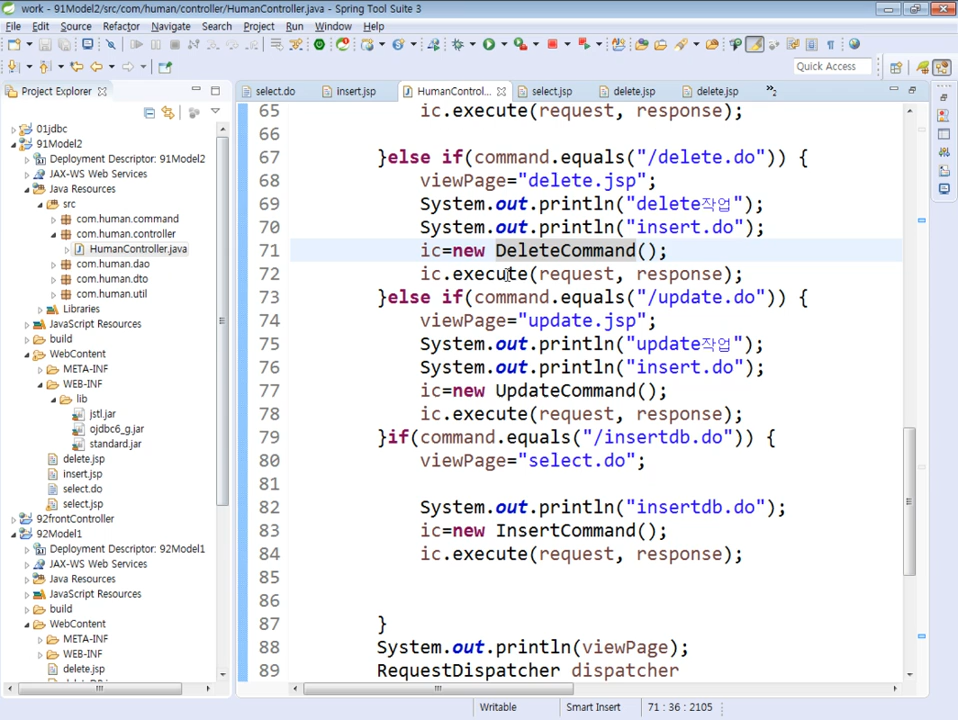 work - 91Model2/src/com/human/controller/HumanController.java - Spring Tool Suite 3
File Edit Source Refactor Navigate Search Project Run Window Help
Quick Access
Project Explorer
01jdbc
91Model2
Deployment Descriptor: 91Model2
JAX-WS Web Services
Java Resources
src
com.human.command
com.human.controller
HumanController.java
com.human.dao
com.human.dto
com.human.util
Libraries
JavaScript Resources
build
WebContent
META-INF
WEB-INF
lib
jstl.jar
ojdbc6_g.jar
standard.jar
delete.jsp
insert.jsp
select.do
select.jsp
92frontController
92Model1
Deployment Descriptor: 92Model1
JAX-WS Web Services
Java Resources
JavaScript Resources
build
WebContent
META-INF
WEB-INF
delete.jsp
select.do insert.jsp HumanControl... select.jsp delete.jsp delete.jsp »2
65 ic.execute(request, response);
66
67 }else if(command.equals("/delete.do")) {
68 viewPage="delete.jsp";
69 System.out.println("delete작업");
70 System.out.println("insert.do");
71 ic=new DeleteCommand();
72 ic.execute(request, response);
73 }else if(command.equals("/update.do")) {
74 viewPage="update.jsp";
75 System.out.println("update작업");
76 System.out.println("insert.do");
77 ic=new UpdateCommand();
78 ic.execute(request, response);
79 }if(command.equals("/insertdb.do")) {
80 viewPage="select.do";
81
82 System.out.println("insertdb.do");
83 ic=new InsertCommand();
84 ic.execute(request, response);
85
86
87 }
88 System.out.println(viewPage);
89 RequestDispatcher dispatcher
Writable Smart Insert 71 : 36 : 2105